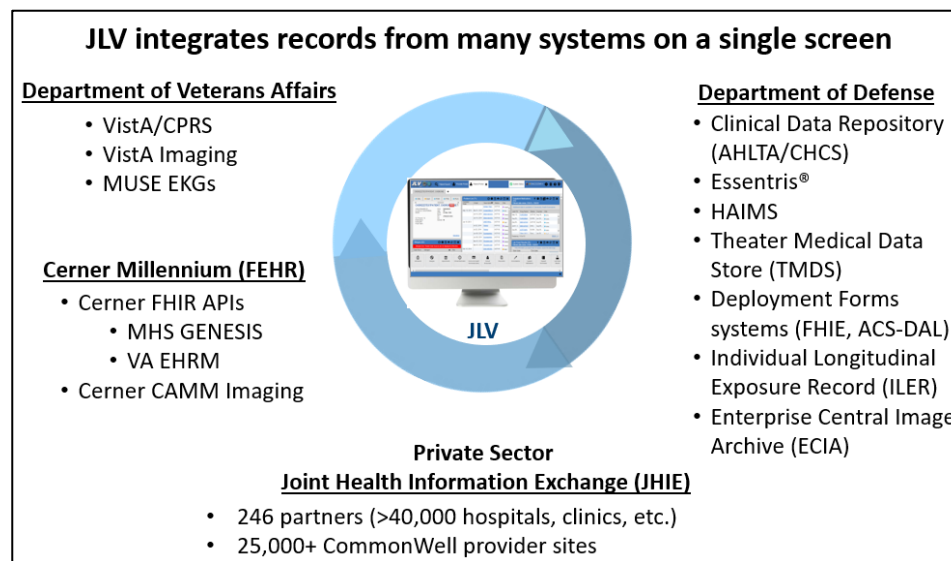 JLV integrates records from many systems on a single screen
Department of Veterans Affairs
• VistA/CPRS
• VistA Imaging
• MUSE EKGs
Cerner Millennium (FEHR)
• Cerner FHIR APIs
• MHS GENESIS
• VA EHRM
• Cerner CAMM Imaging
JLV
Department of Defense
• Clinical Data Repository
(AHLTA/CHCS)
• Essentris®
• HAIMS
• Theater Medical Data
Store (TMDS)
• Deployment Forms
systems (FHIE, ACS-DAL)
• Individual Longitudinal
Exposure Record (ILER)
• Enterprise Central Image
Archive (ECIA)
Private Sector
Joint Health Information Exchange (JHIE)
• 246 partners (>40,000 hospitals, clinics, etc.)
• 25,000+ CommonWell provider sites